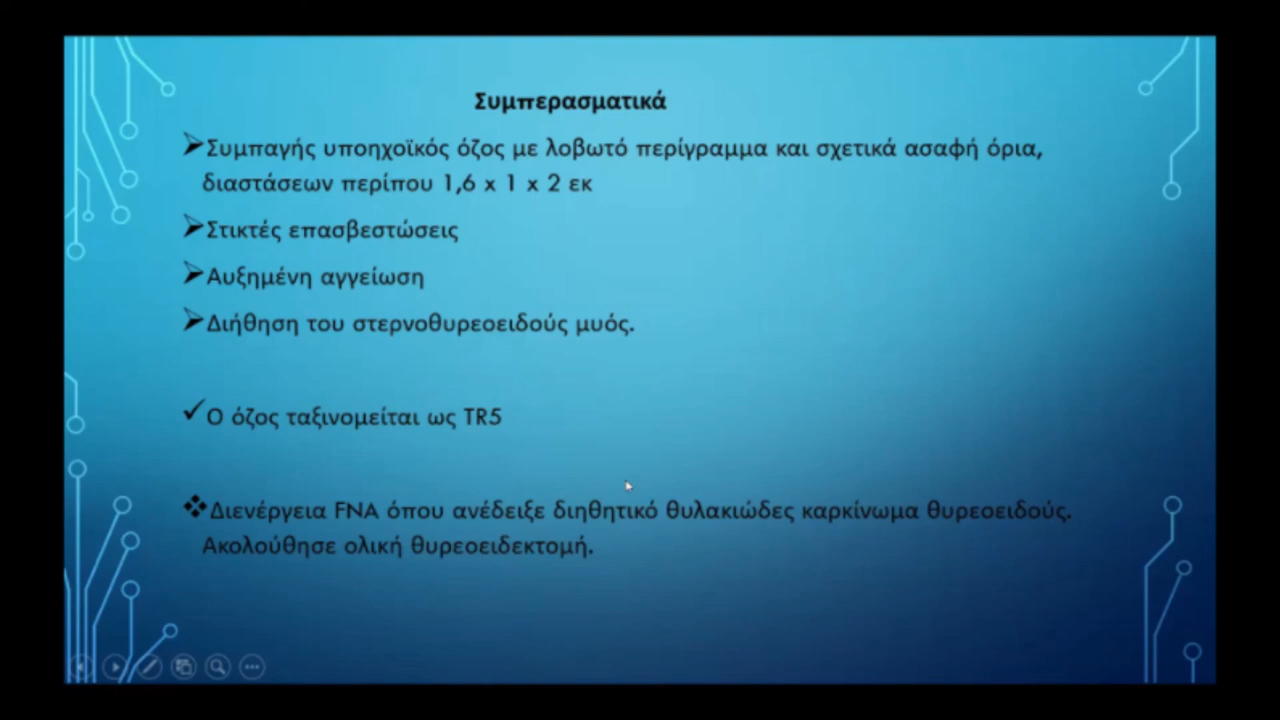 Συμπερασματικά
➢Συμπαγής υποηχοϊκός όζος με λοβωτό περίγραμμα και σχετικά ασαφή όρια,
διαστάσεων περίπου 1,6 x 1 x 2 εκ
➢Στικτές επασβεστώσεις
➢Αυξημένη αγγείωση
➢Διήθηση του στερνοθυρεοειδούς μυός.
✓Ο όζος ταξινομείται ως TR5
❖Διενέργεια FNA όπου ανέδειξε διηθητικό θυλακιώδες καρκίνωμα θυρεοειδούς.
Ακολούθησε ολική θυρεοειδεκτομή.